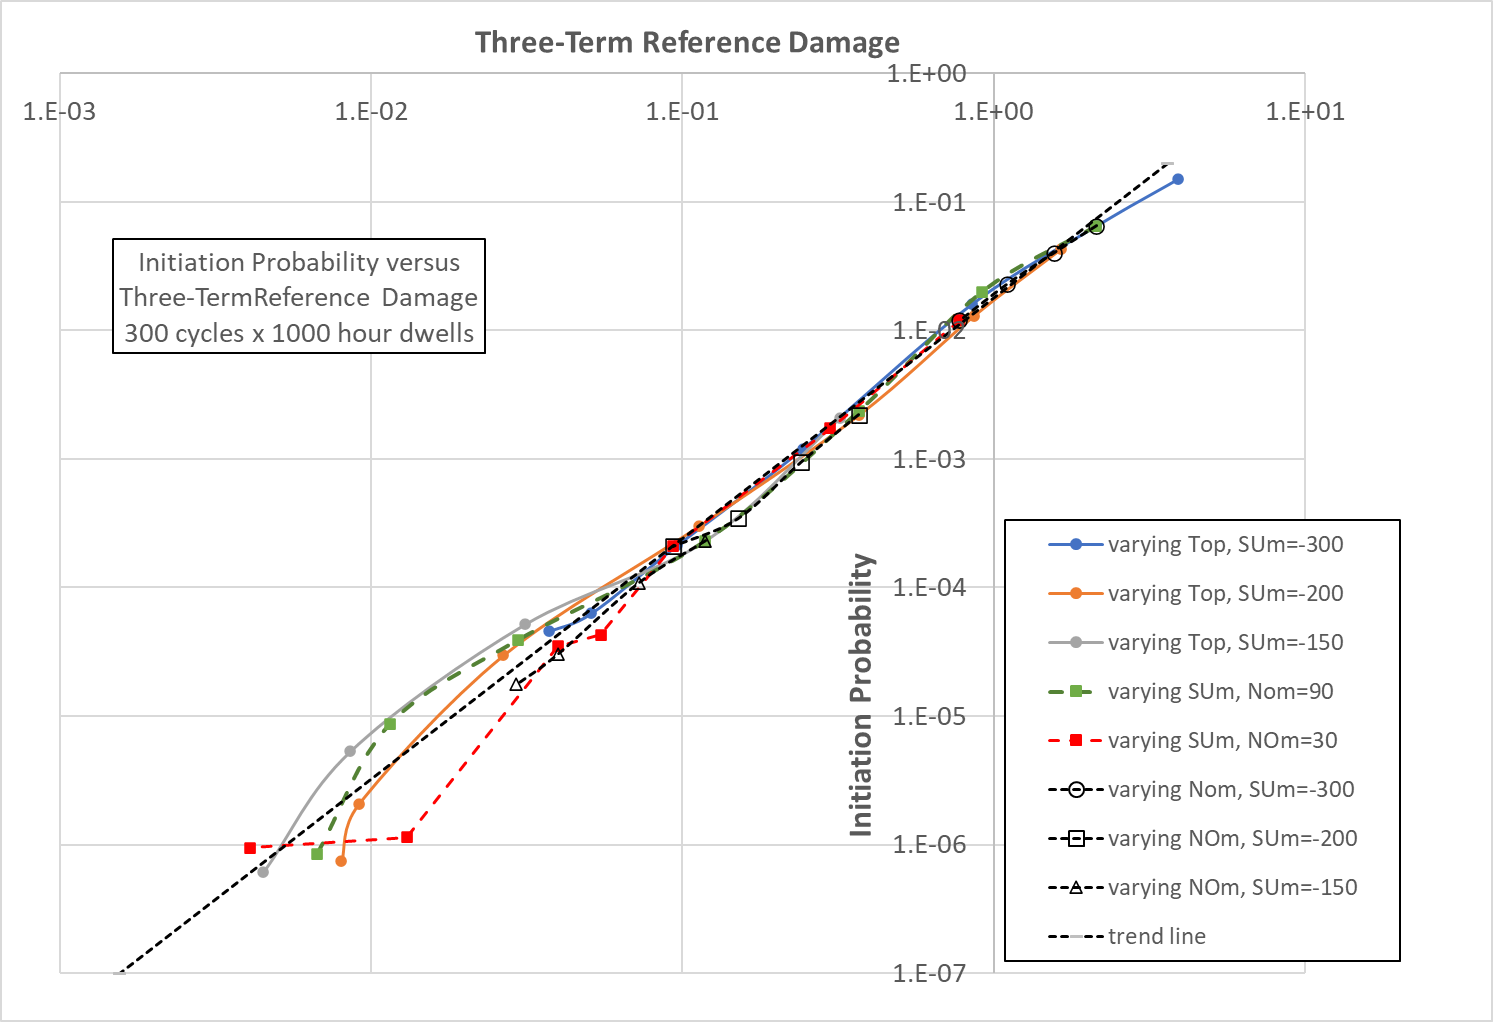 Three-Term Reference Damage
1.E+00
1.E-03 1.E-02 1.E-01 1.E+00 1.E+01
1.E-01
Initiation Probability versus
Three-TermReference Damage
300 cycles x 1000 hour dwells
1.E-02
1.E-03
1.E-04
1.E-05
1.E-06
1.E-07
Initiation Probability
varying Top, SUm=-300
varying Top, SUm=-200
varying Top, SUm=-150
varying SUm, Nom=90
varying SUm, NOm=30
varying Nom, SUm=-300
varying NOm, SUm=-200
varying NOm, SUm=-150
trend line